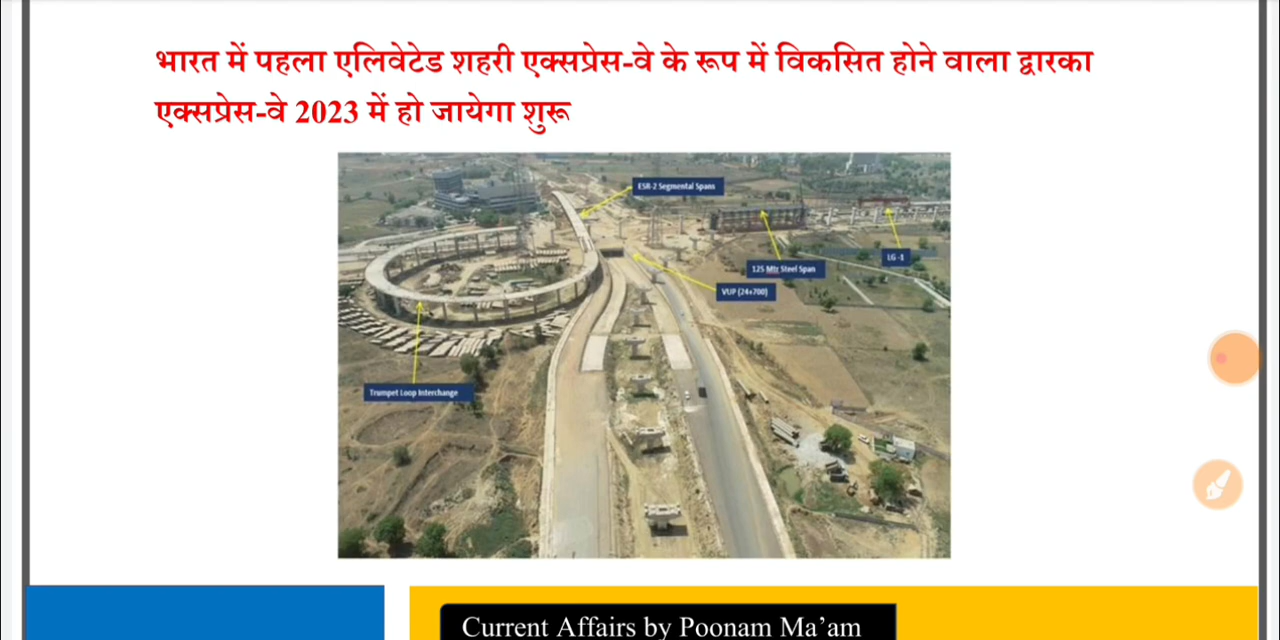 भारत में पहला एलिवेटेड शहरी एक्सप्रेस-वे के रूप में विकसित होने वाला द्वारका
एक्सप्रेस-वे 2023 में हो जायेगा शुरू
ESR-2 Segmental Spans
LG -1
125 Mtr Steel Span
VUP (24+700)
Trumpet Loop Interchange
Current Affairs by Poonam Ma’am